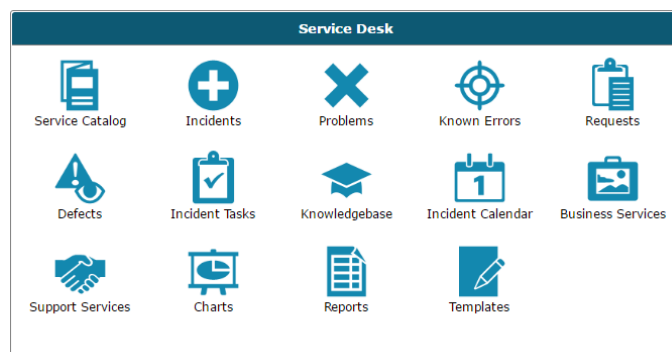 Service Desk
Service Catalog
Incidents
Problems
Known Errors
Requests
Defects
Incident Tasks
Knowledgebase
1
Incident Calendar
Business Services
Support Services
Charts
Reports
Templates